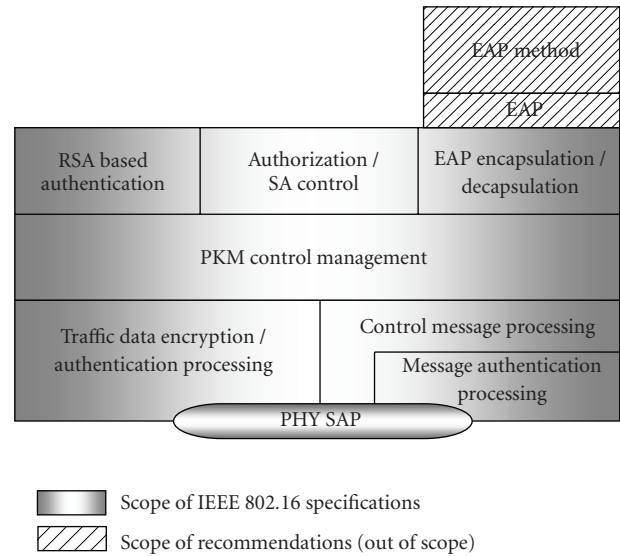 EAP method
EAP
RSA based
authentication
Authorization /
SA control
EAP encapsulation /
decapsulation
PKM control management
Traffic data encryption /
authentication processing
Control message processing
Message authentication
processing
PHY SAP
Scope of IEEE 802.16 specifications
Scope of recommendations (out of scope)